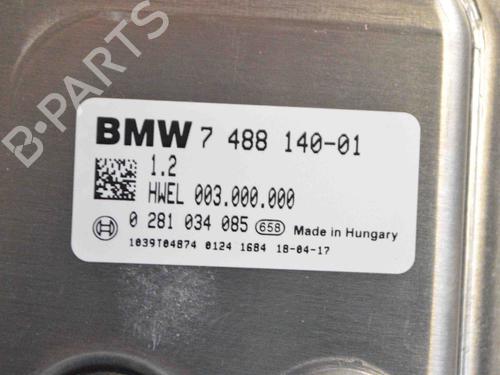 B-PARTS
BMW 7 488 140-01
1.2
HWEL 003.000.000
0 281 034 085 658 Made in Hungary
1039T04874 0124 1684 18-04-17